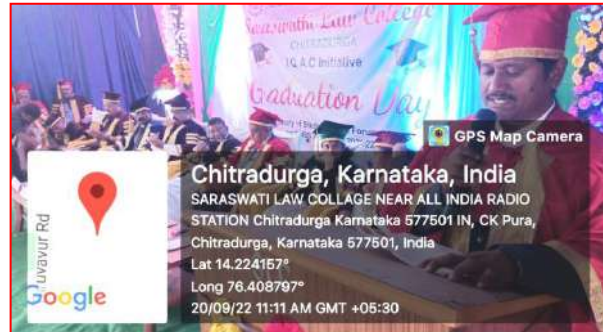 Saraswathi Law College
CHITRADURGA
I.Q.A.C Initiative
Graduation Day
GPS Map Camera
Chitradurga, Karnataka, India
SARASWATI LAW COLLAGE NEAR ALL INDIA RADIO
STATION Chitradurga Karnataka 577501 IN, CK Pura,
Chitradurga, Karnataka 577501, India
Lat 14.224157°
Long 76.408797°
20/09/22 11:11 AM GMT +05:30
uvavur Rd
Google